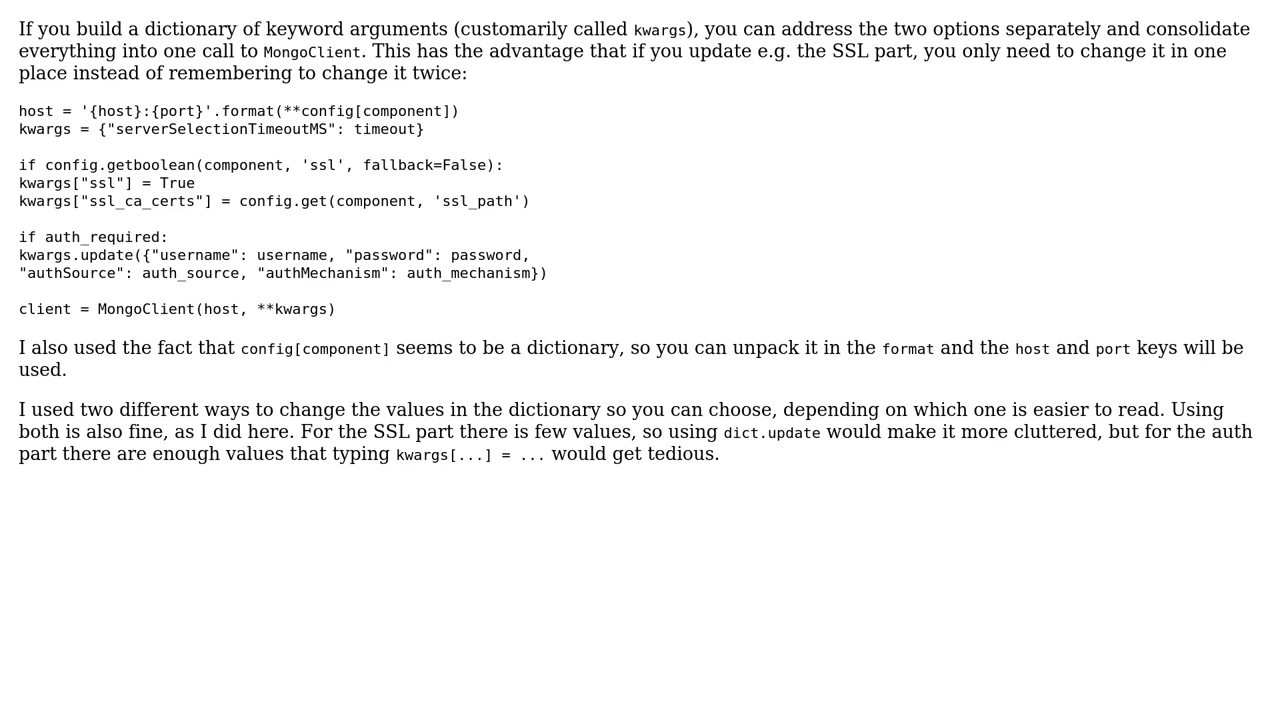 If you build a dictionary of keyword arguments (customarily called kwargs), you can address the two options separately and consolidate
everything into one call to MongoClient. This has the advantage that if you update e.g. the SSL part, you only need to change it in one
place instead of remembering to change it twice:
host = '{host}:{port}'.format(**config[component])
kwargs = {"serverSelectionTimeoutMS": timeout}
if config.getboolean(component, 'ssl', fallback=False):
kwargs["ssl"] = True
kwargs["ssl_ca_certs"] = config.get(component, 'ssl_path')
if auth_required:
kwargs.update({"username": username, "password": password,
"authSource": auth_source, "authMechanism": auth_mechanism})
client = MongoClient(host, **kwargs)
I also used the fact that config[component] seems to be a dictionary, so you can unpack it in the format and the host and port keys will be
used.
I used two different ways to change the values in the dictionary so you can choose, depending on which one is easier to read. Using
both is also fine, as I did here. For the SSL part there is few values, so using dict.update would make it more cluttered, but for the auth
part there are enough values that typing kwargs[...] = ... would get tedious.